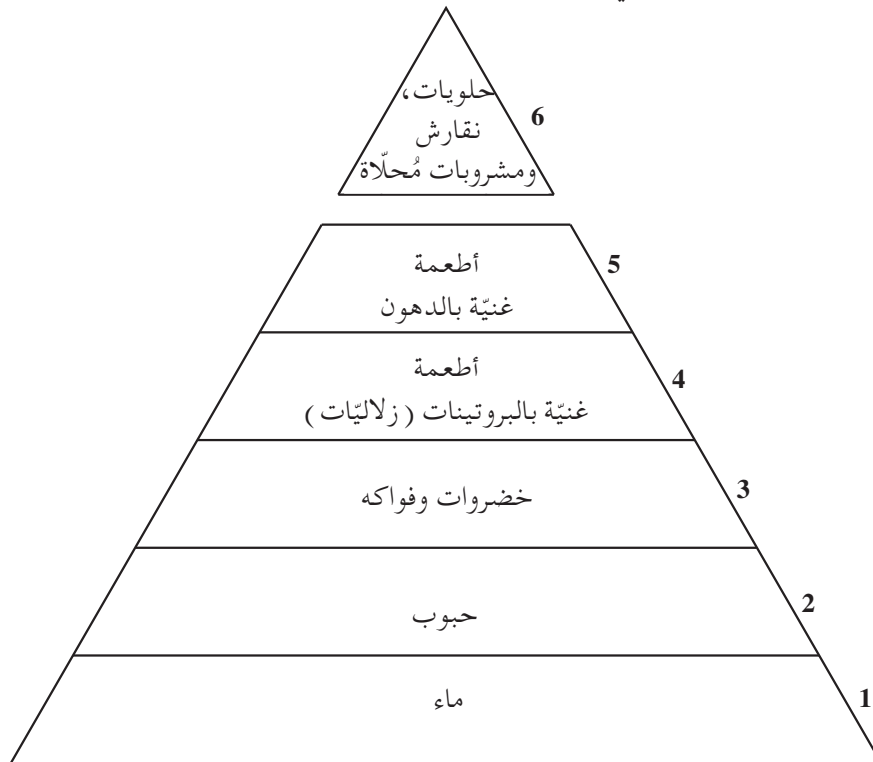 حلويات،
نقارش
ومشروبات مُحلّاة
6
أطعمة
غنيّة بالدهون
5
أطعمة
غنيّة بالبروتينات (زلاليّات)
4
خضروات وفواكه
3
حبوب
2
ماء
1